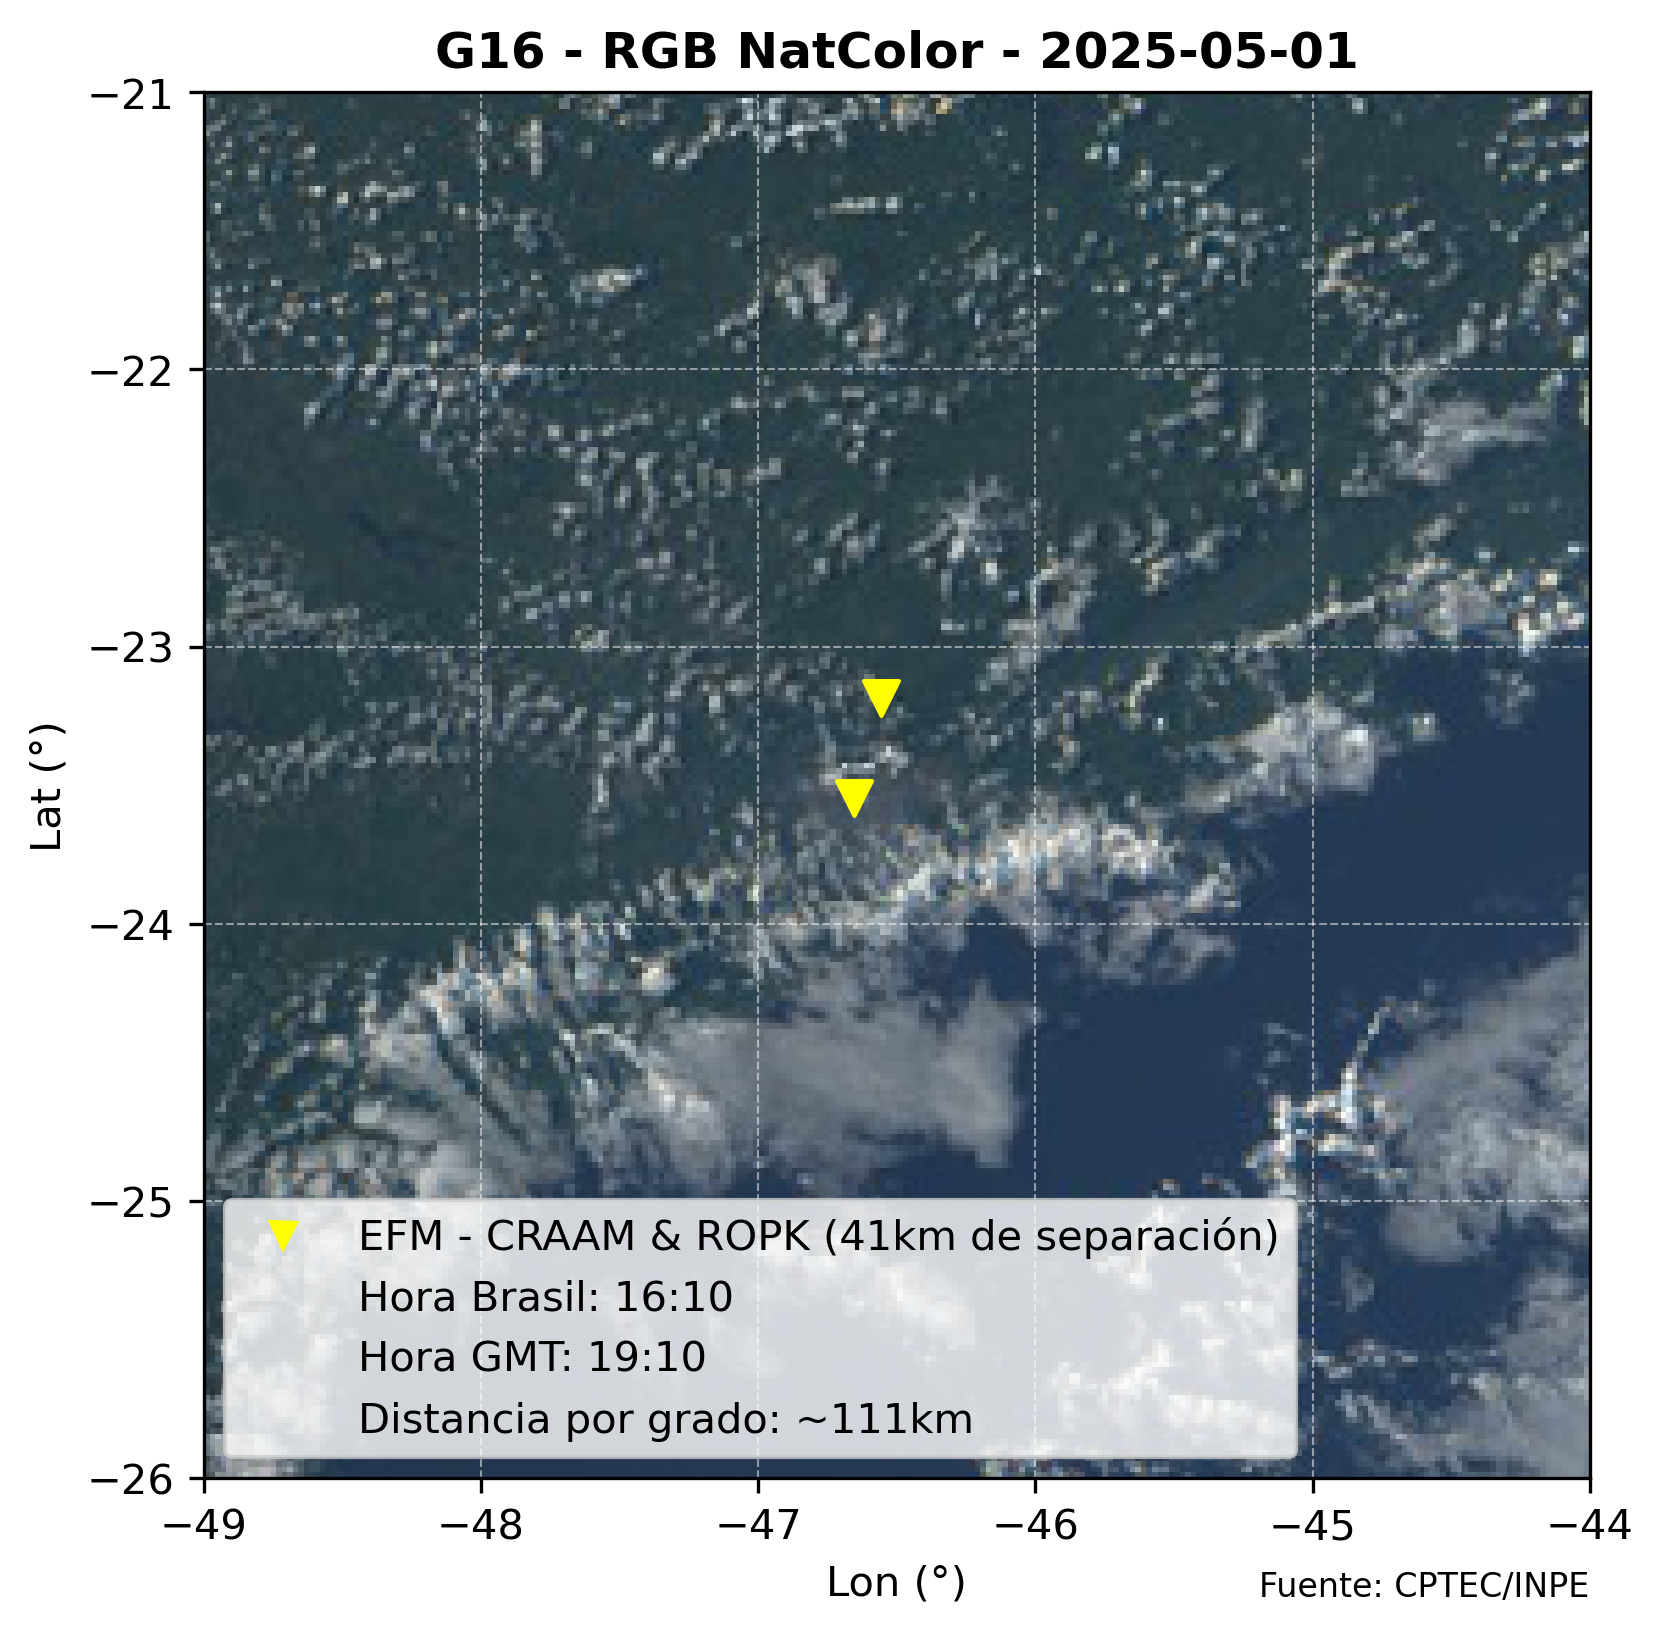 G16 - RGB NatColor - 2025-05-01
−21
−22
−23
−24
−25
−26
Lat (°)
EFM - CRAAM & ROPK (41km de separación)
Hora Brasil: 16:10
Hora GMT: 19:10
Distancia por grado: ~111km
−49 −48 −47 −46 −45 −44
Lon (°)
Fuente: CPTEC/INPE